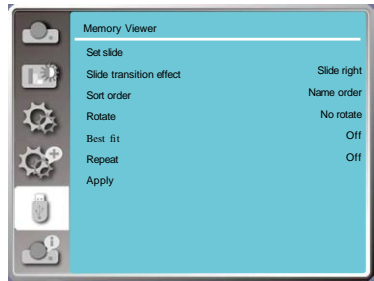 Memory Viewer
Set slide
Slide transition effect Slide right
Sort order Name order
Rotate No rotate
Best fit Off
Repeat Off
Apply